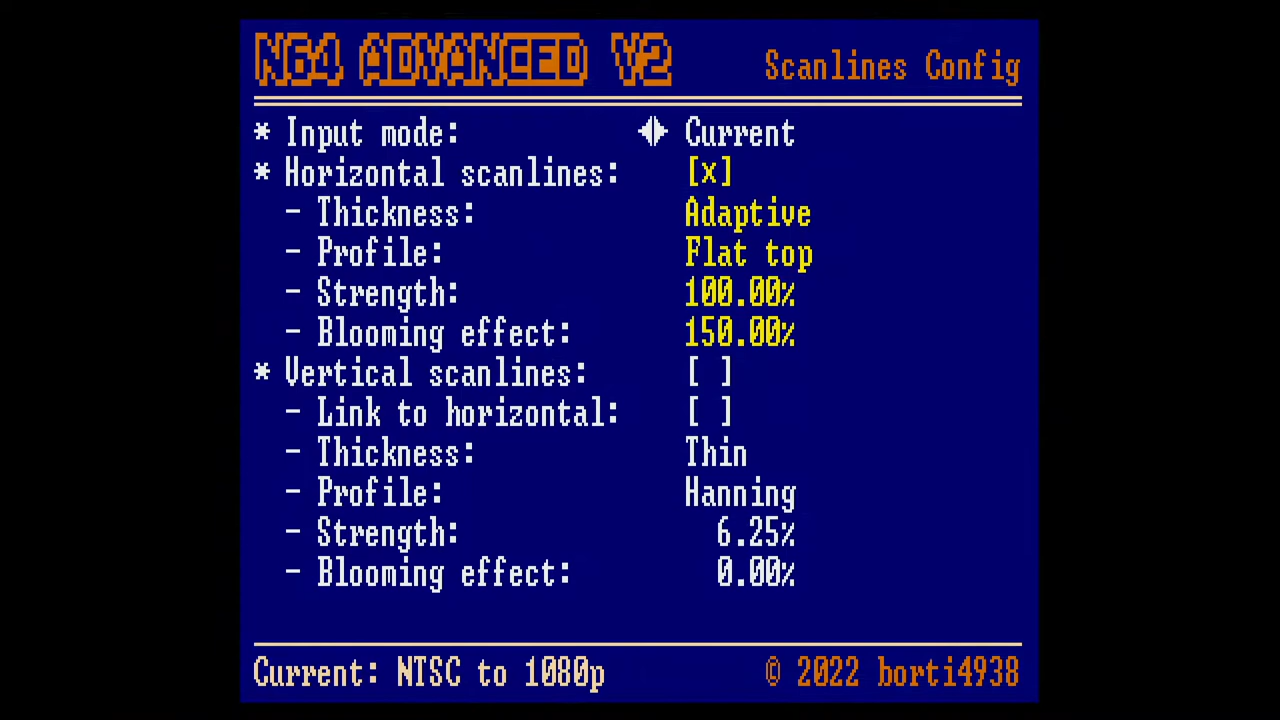 N64 ADVANCED V2 Scanlines Config
* Input mode: Current
* Horizontal scanlines: [x]
- Thickness: Adaptive
- Profile: Flat top
- Strength: 100.00%
- Blooming effect: 150.00%
* Vertical scanlines: [ ]
- Link to horizontal: [ ]
- Thickness: Thin
- Profile: Hanning
- Strength: 6.25%
- Blooming effect: 0.00%
Current: NTSC to 1080p © 2022 borti4938